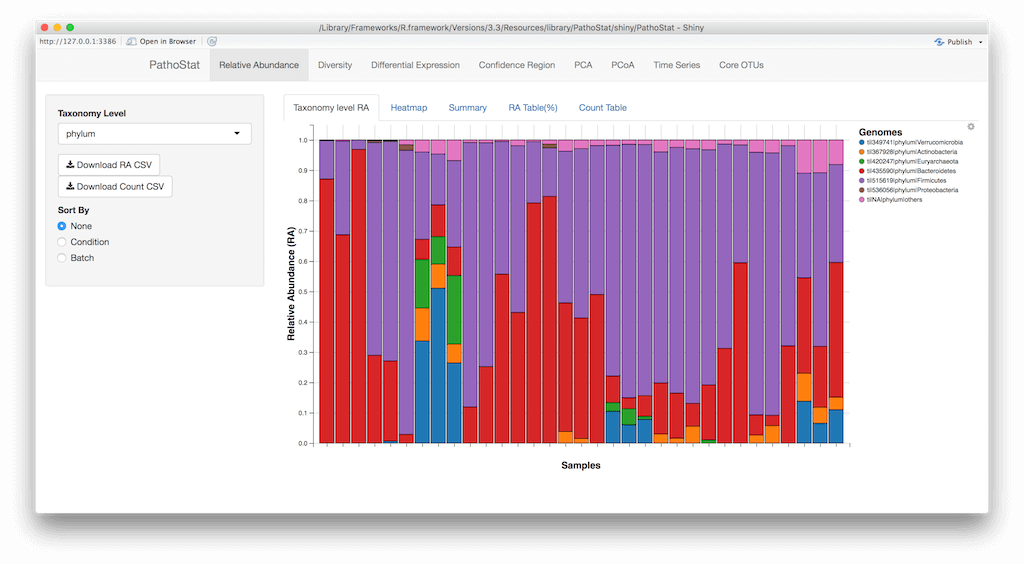 /Library/Frameworks/R.framework/Versions/3.3/Resources/library/PathoStat/shiny/PathoStat - Shiny
http://127.0.0.1:3386 Open in Browser Publish
PathoStat Relative Abundance Diversity Differential Expression Confidence Region PCA PCoA Time Series Core OTUs
Taxonomy Level
phylum
Download RA CSV
Download Count CSV
Sort By
None
Condition
Batch
Taxonomy level RA Heatmap Summary RA Table(%) Count Table
Relative Abundance (RA)
1.0
0.9
0.8
0.7
0.6
0.5
0.4
0.3
0.2
0.1
0.0
Samples
Genomes
ti|349741|phylum|Verrucomicrobia
ti|367928|phylum|Actinobacteria
ti|420247|phylum|Euryarchaeota
ti|435590|phylum|Bacteroidetes
ti|515619|phylum|Firmicutes
ti|536056|phylum|Proteobacteria
ti|NA|phylum|others